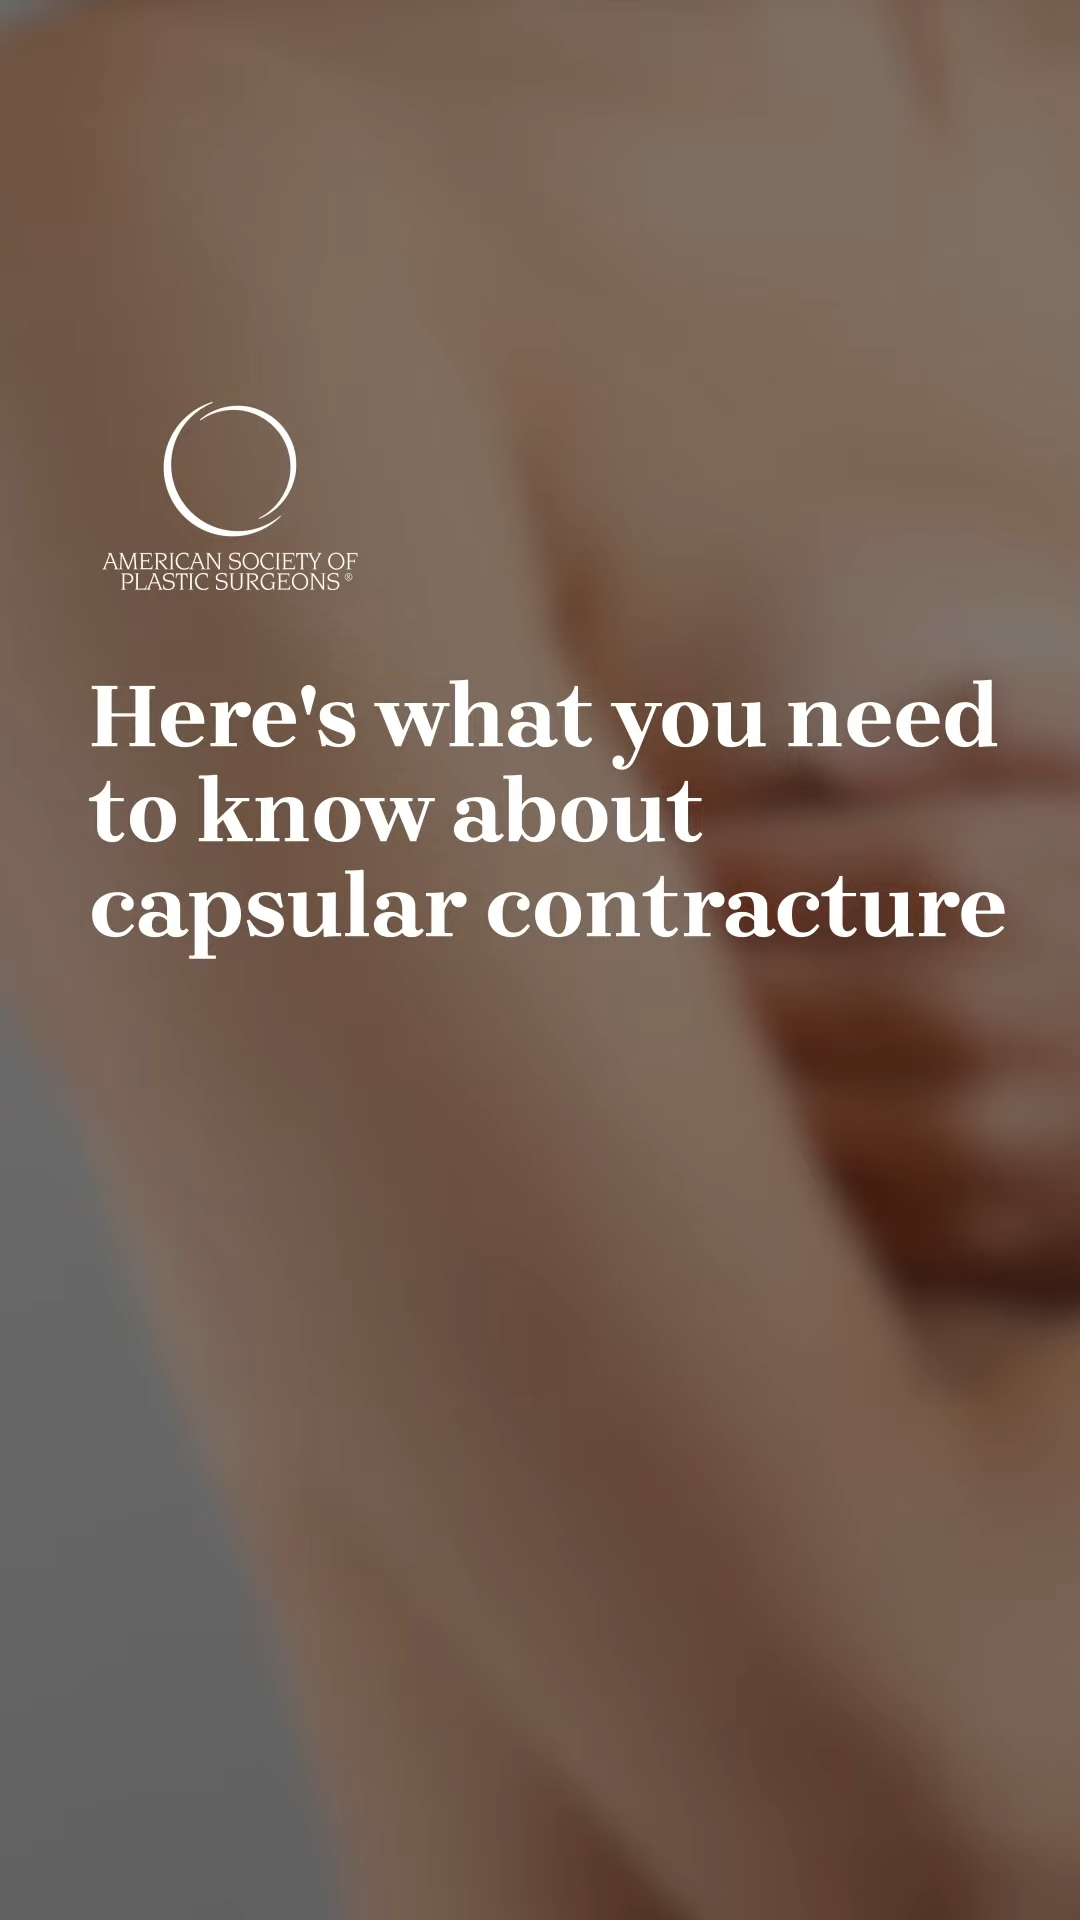 AMERICAN SOCIETY OF
PLASTIC SURGEONS®
Here's what you need
to know about
capsular contracture